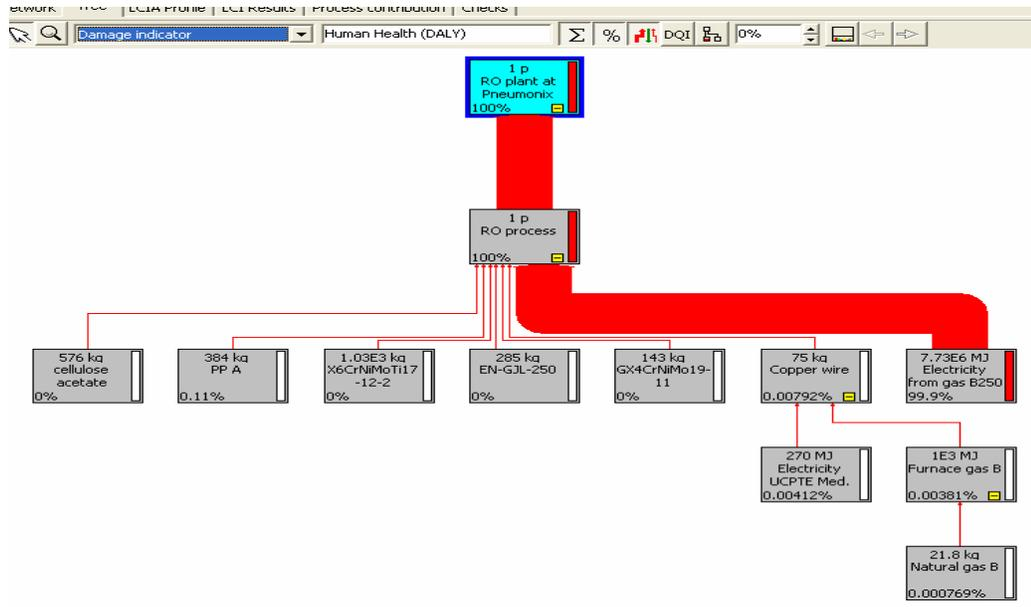 etwork Tree LCIA Profile LCI Results Process contribution Checks
Damage indicator Human Health (DALY) Σ % DQI 0%
1 p
RO plant at
Pneumonix
100%
1 p
RO process
100%
576 kg
cellulose
acetate
0%
384 kg
PP A
0.11%
1.03E3 kg
X6CrNiMoTi17
-12-2
0%
285 kg
EN-GJL-250
0%
143 kg
GX4CrNiMo19-
11
0%
75 kg
Copper wire
0.00792%
7.73E6 MJ
Electricity
from gas B250
99.9%
270 MJ
Electricity
UCPTE Med.
0.00412%
1E3 MJ
Furnace gas B
0.00381%
21.8 kg
Natural gas B
0.000769%